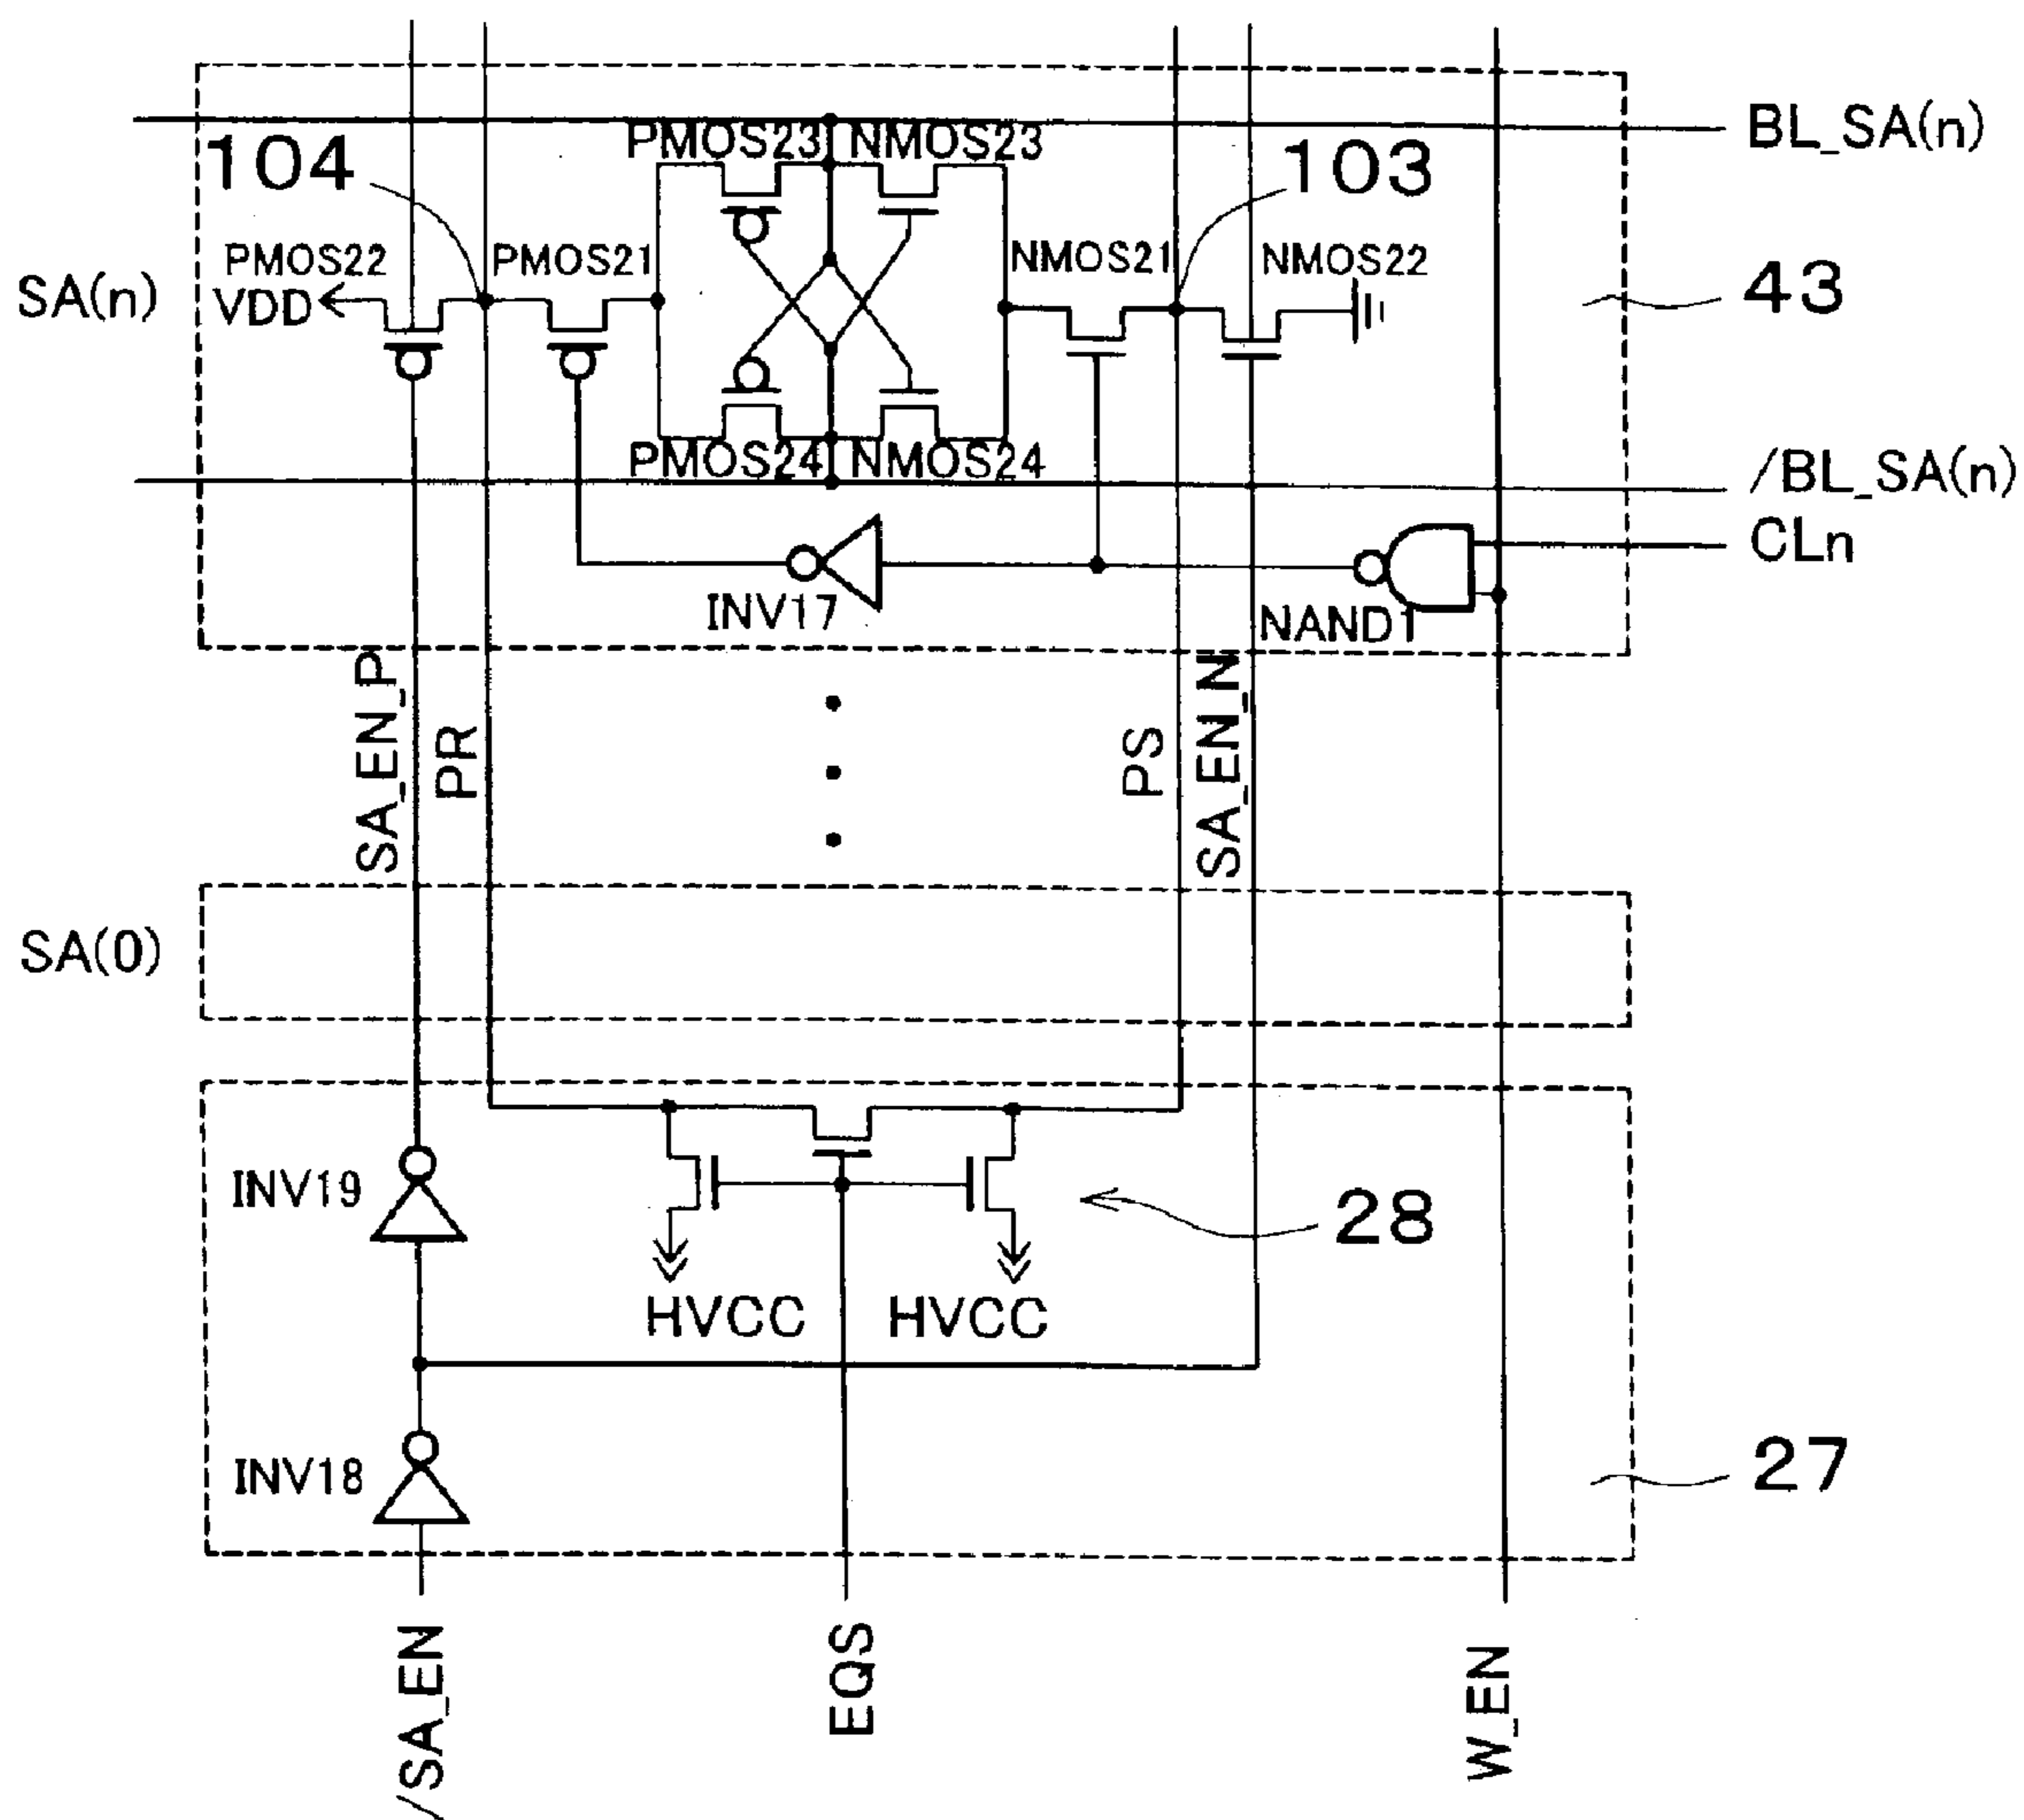 BL_SA(n)
PMOS23
NMOS23
104
103
PMOS22
PMOS21
NMOS21
NMOS22
SA(n)
VDD
43
PMOS24
NMOS24
/BL_SA(n)
CLn
INV17
NAND1
SA_EN_P
PR
PS
SA_EN_N
SA(0)
INV19
28
HVCC
HVCC
INV18
27
/SA_EN
EQS
W_EN